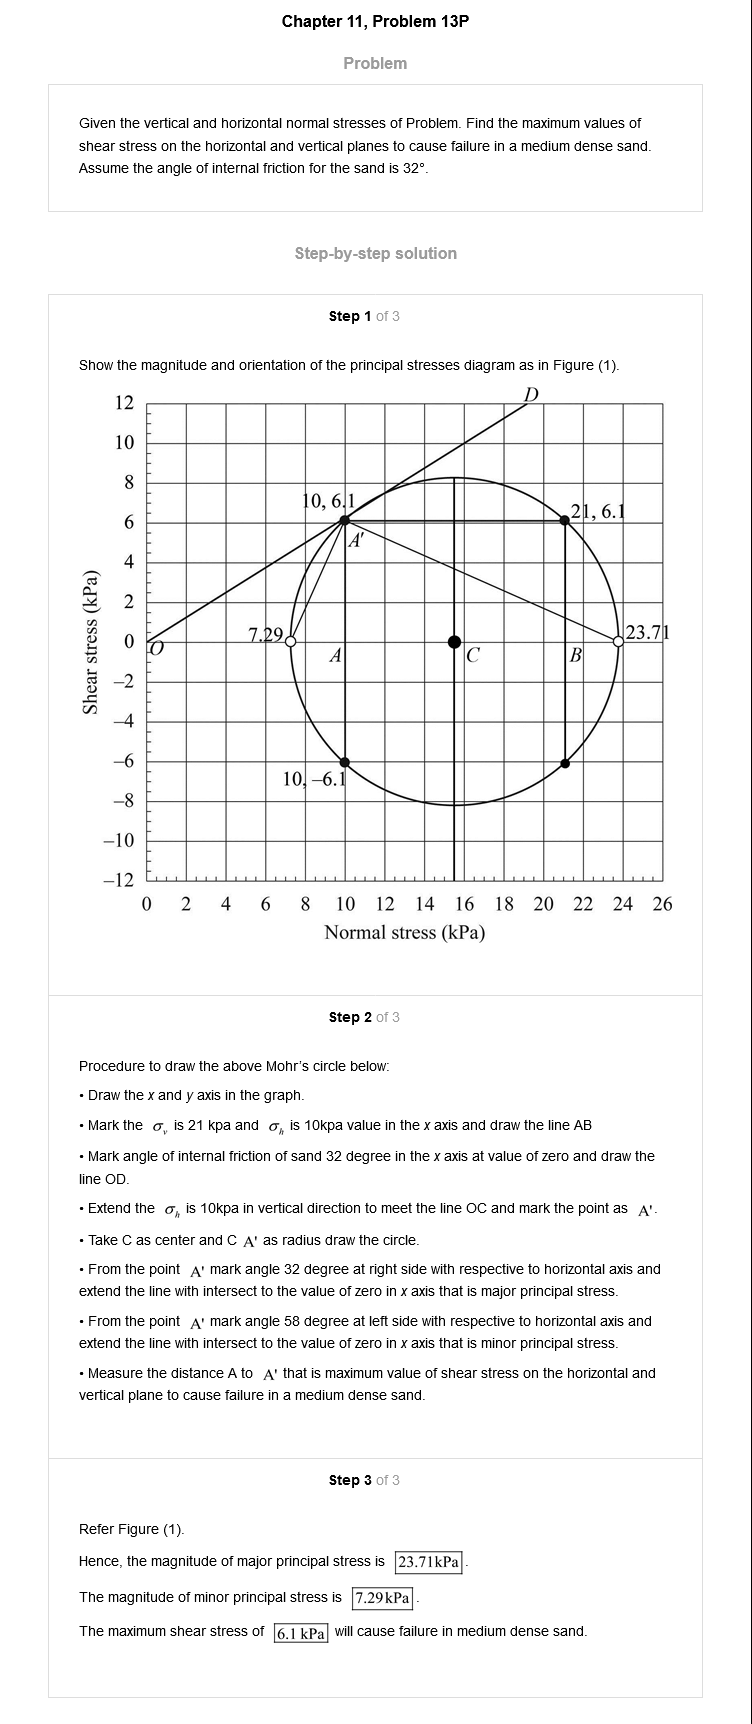 Chapter 11, Problem 13P
Problem
Given the vertical and horizontal normal stresses of Problem. Find the maximum values of
shear stress on the horizontal and vertical planes to cause failure in a medium dense sand.
Assume the angle of internal friction for the sand is 32°.
Step-by-step solution
Step 1 of 3
Show the magnitude and orientation of the principal stresses diagram as in Figure (1).
D
12
10
8
10, 6.1
21, 6.1
6
A'
4
2
7.29
23.71
0
O
A
C
B
Shear stress (kPa)
−2
−4
−6
10, −6.1
−8
−10
−12
0 2 4 6 8 10 12 14 16 18 20 22 24 26
Normal stress (kPa)
Step 2 of 3
Procedure to draw the above Mohr's circle below:
• Draw the x and y axis in the graph.
• Mark the σv is 21 kpa and σh is 10kpa value in the x axis and draw the line AB
• Mark angle of internal friction of sand 32 degree in the x axis at value of zero and draw the
line OD.
• Extend the σh is 10kpa in vertical direction to meet the line OC and mark the point as A'.
• Take C as center and C A' as radius draw the circle.
• From the point A' mark angle 32 degree at right side with respective to horizontal axis and
extend the line with intersect to the value of zero in x axis that is major principal stress.
• From the point A' mark angle 58 degree at left side with respective to horizontal axis and
extend the line with intersect to the value of zero in x axis that is minor principal stress.
• Measure the distance A to A' that is maximum value of shear stress on the horizontal and
vertical plane to cause failure in a medium dense sand.
Step 3 of 3
Refer Figure (1).
Hence, the magnitude of major principal stress is 23.71kPa.
The magnitude of minor principal stress is 7.29kPa.
The maximum shear stress of 6.1 kPa will cause failure in medium dense sand.